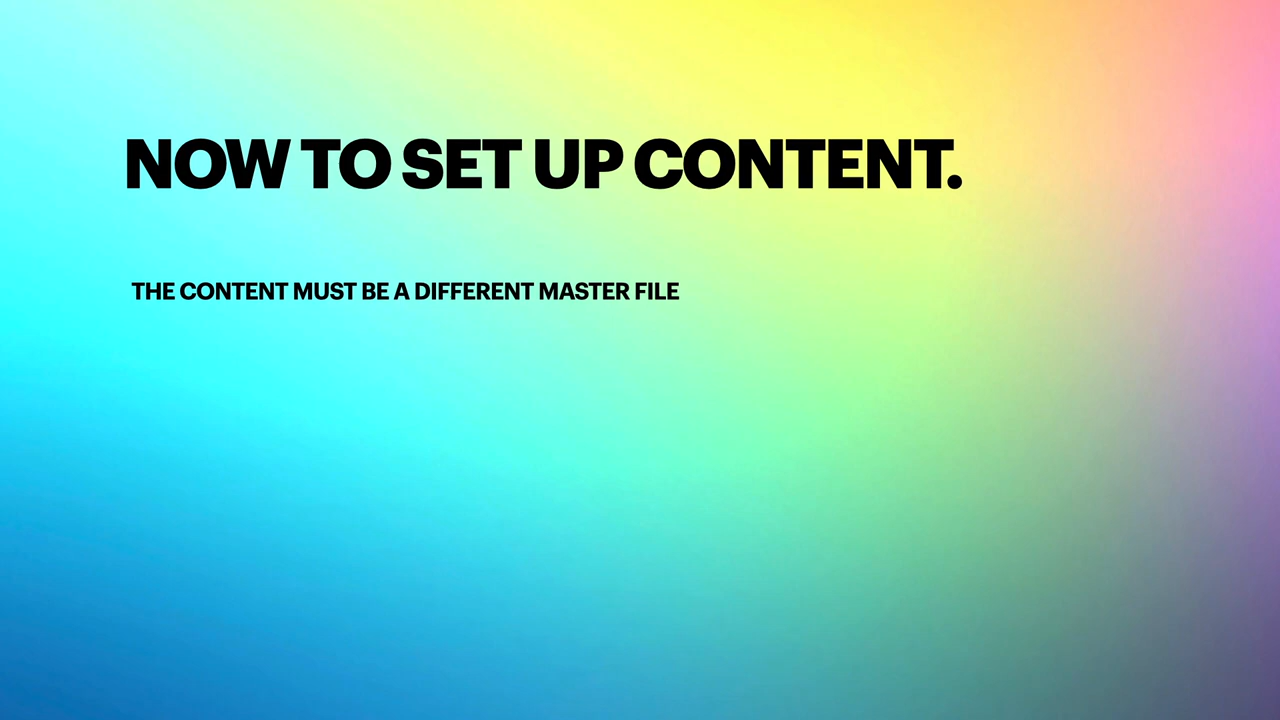 NOW TO SET UP CONTENT.
THE CONTENT MUST BE A DIFFERENT MASTER FILE